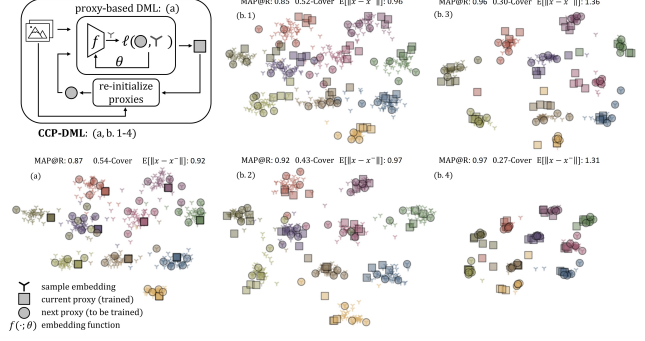 proxy-based DML: (a)
f
ℓ( , )
θ
re-initialize
proxies
CCP-DML: (a, b. 1-4)
MAP@R: 0.85 0.52-Cover E[‖x − x⁻‖]: 0.96
(b. 1)
MAP@R: 0.96 0.30-Cover E[‖x − x⁻‖]: 1.36
(b. 3)
MAP@R: 0.87 0.54-Cover E[‖x − x⁻‖]: 0.92
(a)
MAP@R: 0.92 0.43-Cover E[‖x − x⁻‖]: 0.97
(b. 2)
MAP@R: 0.97 0.27-Cover E[‖x − x⁻‖]: 1.31
(b. 4)
sample embedding
current proxy (trained)
next proxy (to be trained)
f(·; θ) embedding function